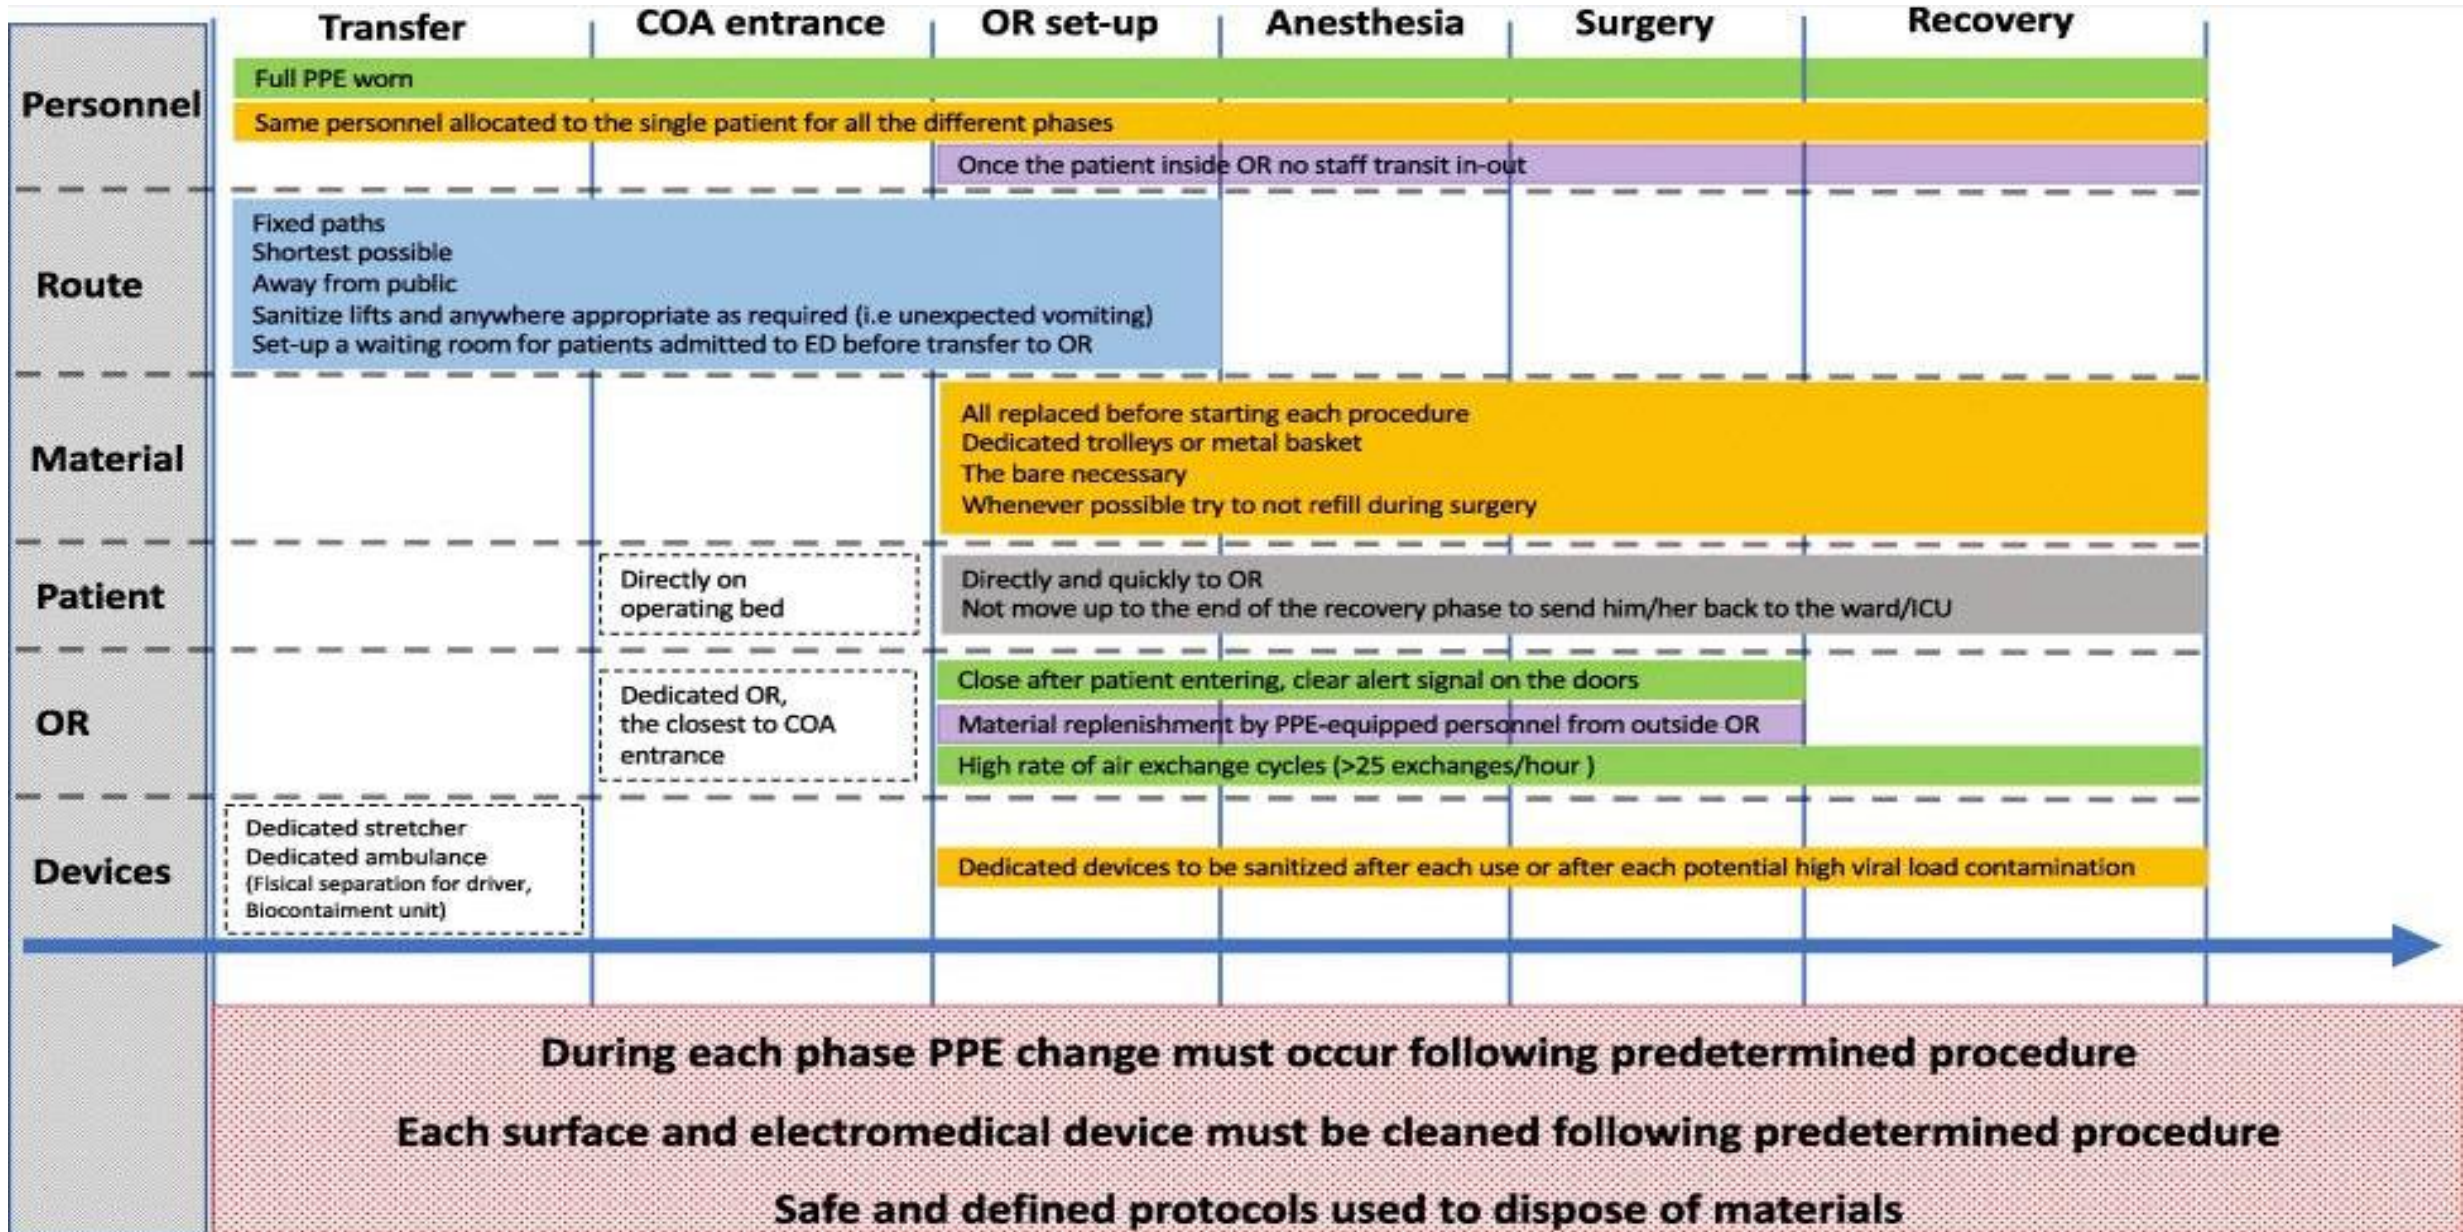 Transfer
COA entrance
OR set-up
Anesthesia
Surgery
Recovery
Personnel
Full PPE worn
Same personnel allocated to the single patient for all the different phases
Once the patient inside OR no staff transit in-out
Route
Fixed paths
Shortest possible
Away from public
Sanitize lifts and anywhere appropriate as required (i.e unexpected vomiting)
Set-up a waiting room for patients admitted to ED before transfer to OR
Material
All replaced before starting each procedure
Dedicated trolleys or metal basket
The bare necessary
Whenever possible try to not refill during surgery
Patient
Directly on
operating bed
Directly and quickly to OR
Not move up to the end of the recovery phase to send him/her back to the ward/ICU
OR
Dedicated OR,
the closest to COA
entrance
Close after patient entering, clear alert signal on the doors
Material replenishment by PPE-equipped personnel from outside OR
High rate of air exchange cycles (>25 exchanges/hour )
Devices
Dedicated stretcher
Dedicated ambulance
(Fisical separation for driver,
Biocontaiment unit)
Dedicated devices to be sanitized after each use or after each potential high viral load contamination
During each phase PPE change must occur following predetermined procedure
Each surface and electromedical device must be cleaned following predetermined procedure
Safe and defined protocols used to dispose of materials